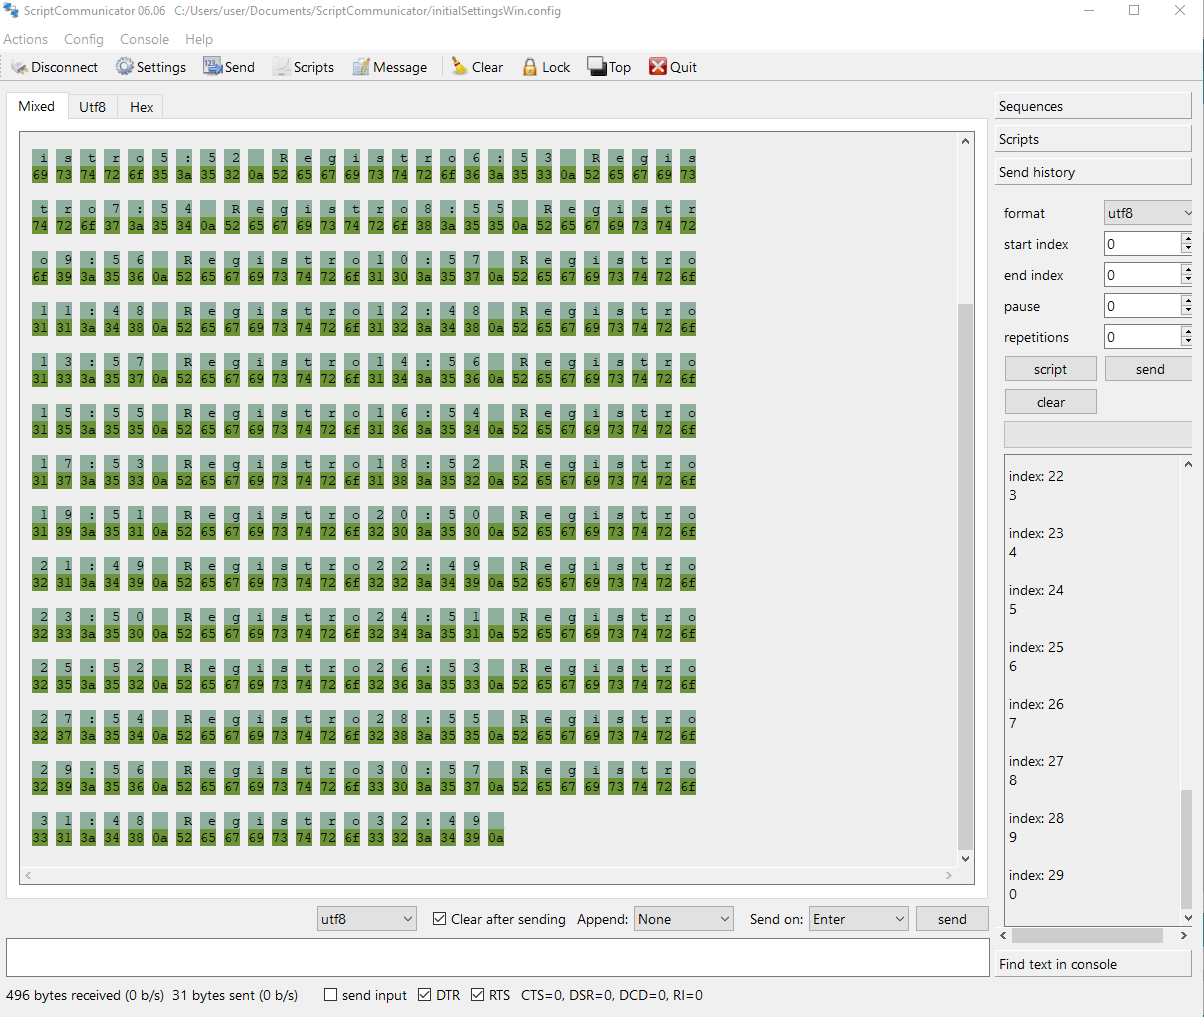 ScriptCommunicator 06.06   C:/Users/user/Documents/ScriptCommunicator/initialSettingsWin.config
Actions Config Console Help
Disconnect Settings Send Scripts Message Clear Lock Top Quit
Mixed Utf8 Hex
i s t r o 5 : 5 2 R e g i s t r o 6 : 5 3 R e g i s
69 73 74 72 6f 35 3a 35 32 0a 52 65 67 69 73 74 72 6f 36 3a 35 33 0a 52 65 67 69 73
t r o 7 : 5 4 R e g i s t r o 8 : 5 5 R e g i s t r
74 72 6f 37 3a 35 34 0a 52 65 67 69 73 74 72 6f 38 3a 35 35 0a 52 65 67 69 73 74 72
o 9 : 5 6 R e g i s t r o 1 0 : 5 7 R e g i s t r o
6f 39 3a 35 36 0a 52 65 67 69 73 74 72 6f 31 30 3a 35 37 0a 52 65 67 69 73 74 72 6f
1 1 : 4 8 R e g i s t r o 1 2 : 4 8 R e g i s t r o
31 31 3a 34 38 0a 52 65 67 69 73 74 72 6f 31 32 3a 34 38 0a 52 65 67 69 73 74 72 6f
1 3 : 5 7 R e g i s t r o 1 4 : 5 6 R e g i s t r o
31 33 3a 35 37 0a 52 65 67 69 73 74 72 6f 31 34 3a 35 36 0a 52 65 67 69 73 74 72 6f
1 5 : 5 5 R e g i s t r o 1 6 : 5 4 R e g i s t r o
31 35 3a 35 35 0a 52 65 67 69 73 74 72 6f 31 36 3a 35 34 0a 52 65 67 69 73 74 72 6f
1 7 : 5 3 R e g i s t r o 1 8 : 5 2 R e g i s t r o
31 37 3a 35 33 0a 52 65 67 69 73 74 72 6f 31 38 3a 35 32 0a 52 65 67 69 73 74 72 6f
1 9 : 5 1 R e g i s t r o 2 0 : 5 0 R e g i s t r o
31 39 3a 35 31 0a 52 65 67 69 73 74 72 6f 32 30 3a 35 30 0a 52 65 67 69 73 74 72 6f
2 1 : 4 9 R e g i s t r o 2 2 : 4 9 R e g i s t r o
32 31 3a 34 39 0a 52 65 67 69 73 74 72 6f 32 32 3a 34 39 0a 52 65 67 69 73 74 72 6f
2 3 : 5 0 R e g i s t r o 2 4 : 5 1 R e g i s t r o
32 33 3a 35 30 0a 52 65 67 69 73 74 72 6f 32 34 3a 35 31 0a 52 65 67 69 73 74 72 6f
2 5 : 5 2 R e g i s t r o 2 6 : 5 3 R e g i s t r o
32 35 3a 35 32 0a 52 65 67 69 73 74 72 6f 32 36 3a 35 33 0a 52 65 67 69 73 74 72 6f
2 7 : 5 4 R e g i s t r o 2 8 : 5 5 R e g i s t r o
32 37 3a 35 34 0a 52 65 67 69 73 74 72 6f 32 38 3a 35 35 0a 52 65 67 69 73 74 72 6f
2 9 : 5 6 R e g i s t r o 3 0 : 5 7 R e g i s t r o
32 39 3a 35 36 0a 52 65 67 69 73 74 72 6f 33 30 3a 35 37 0a 52 65 67 69 73 74 72 6f
3 1 : 4 8 R e g i s t r o 3 2 : 4 9
33 31 3a 34 38 0a 52 65 67 69 73 74 72 6f 33 32 3a 34 39 0a
utf8 Clear after sending Append: None Send on: Enter send
496 bytes received (0 b/s) 31 bytes sent (0 b/s) send input DTR RTS CTS=0, DSR=0, DCD=0, RI=0
Sequences
Scripts
Send history
format utf8
start index 0
end index 0
pause 0
repetitions 0
script send
clear
index: 22
3
index: 23
4
index: 24
5
index: 25
6
index: 26
7
index: 27
8
index: 28
9
index: 29
0
Find text in console